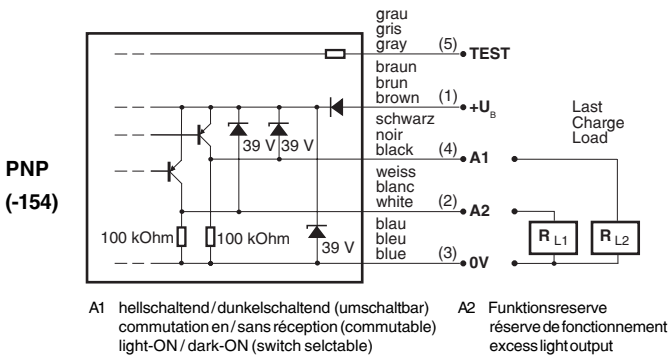 grau
gris
gray (5) TEST
braun
brun
brown (1) +UB
schwarz
noir
black (4) A1
weiss
blanc
white (2) A2
blau
bleu
blue (3) 0V
Last
Charge
Load
39 V 39 V
PNP
(-154)
100 kOhm 100 kOhm 39 V
R L1 R L2
A1 hellschaltend / dunkelschaltend (umschaltbar)
commutation en / sans réception (commutable)
light-ON / dark-ON (switch selctable)
A2 Funktionsreserve
réserve de fonctionnement
excess light output